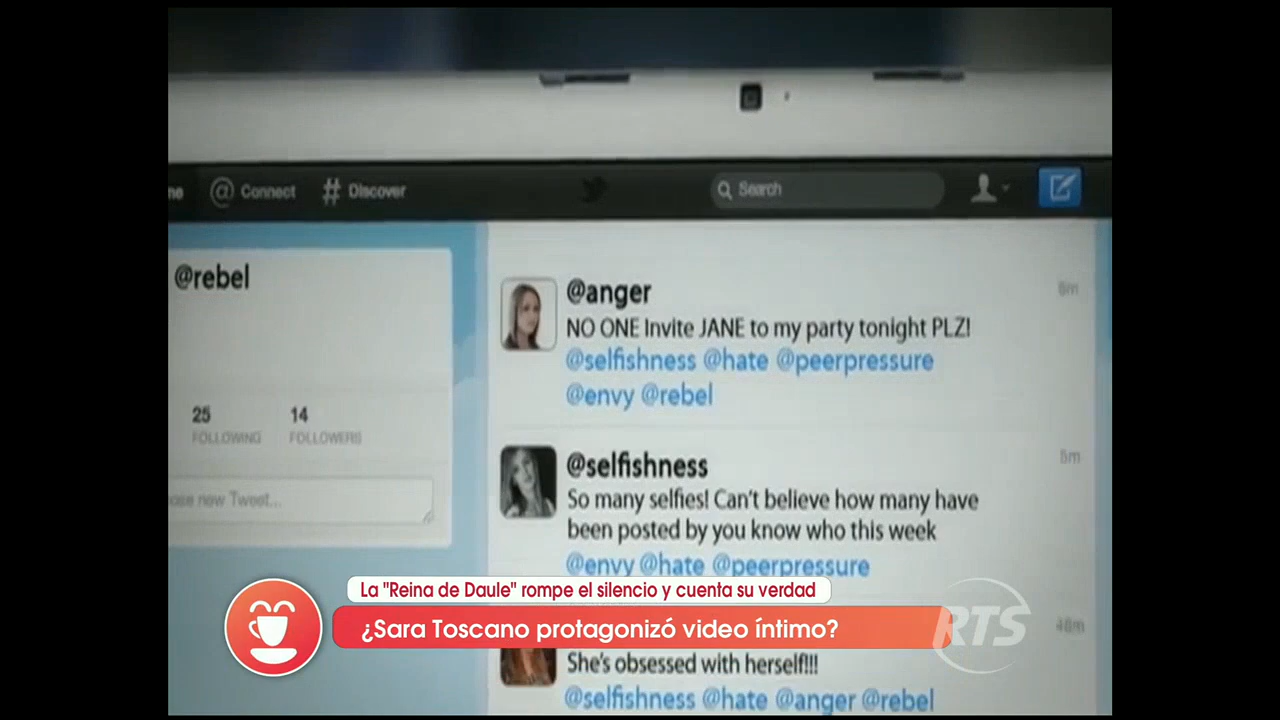 @ Connect
# Discover
Search
@rebel
25
14
FOLLOWING
FOLLOWERS
new Tweet...
@anger
8m
NO ONE Invite JANE to my party tonight PLZ!
@selfishness @hate @peerpressure
@envy @rebel
@selfishness
5m
So many selfies! Can't believe how many have
been posted by you know who this week
@envy @hate @peerpressure
La "Reina de Daule" rompe el silencio y cuenta su verdad
¿Sara Toscano protagonizó video íntimo?
RTS
48m
She's obsessed with herself!!!
@selfishness @hate @anger @rebel